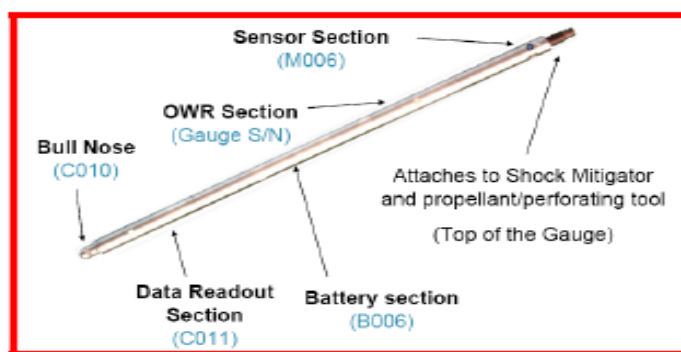 Sensor Section
(M006)
OWR Section
(Gauge S/N)
Bull Nose
(C010)
Attaches to Shock Mitigator
and propellant/perforating tool
(Top of the Gauge)
Data Readout
Section
(C011)
Battery section
(B006)